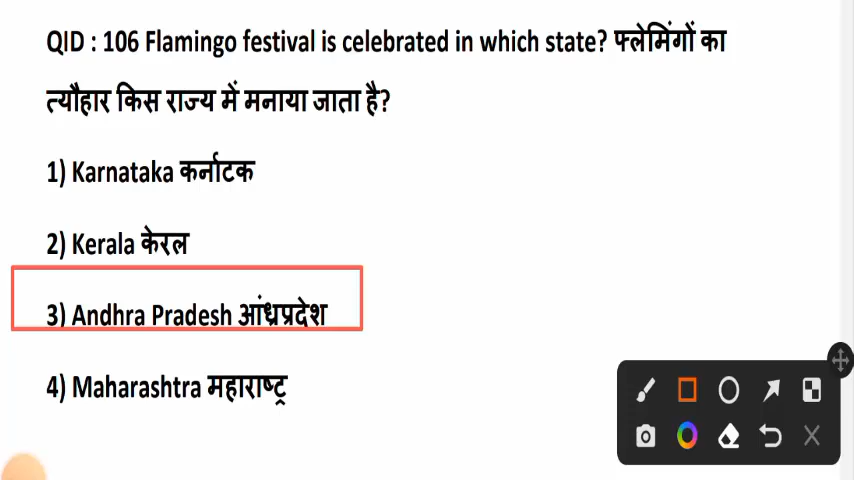 QID : 106 Flamingo festival is celebrated in which state? फ्लेमिंगों का
त्यौहार किस राज्य में मनाया जाता है?
1) Karnataka कर्नाटक
2) Kerala केरल
3) Andhra Pradesh आंध्रप्रदेश
4) Maharashtra महाराष्ट्र